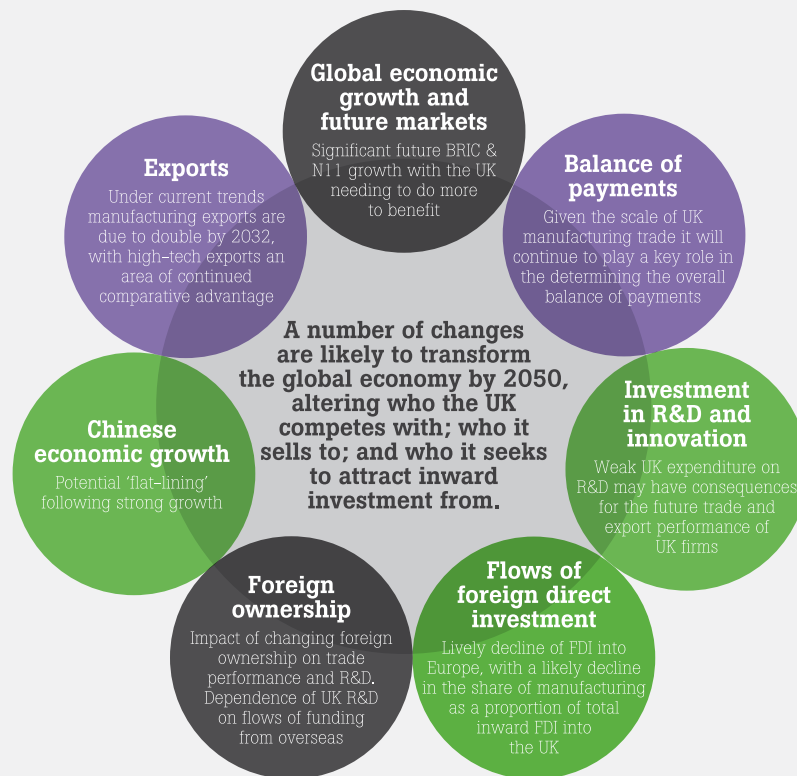 Global economic
growth and
future markets
Significant future BRIC &
N11 growth with the UK
needing to do more
to benefit
Balance of
payments
Given the scale of UK
manufacturing trade it will
continue to play a key role in
the determining the overall
balance of payments
Investment
in R&D and
innovation
Weak UK expenditure on
R&D may have consequences
for the future trade and
export performance of
UK firms
Flows of
foreign direct
investment
Lively decline of FDI into
Europe, with a likely decline
in the share of manufacturing
as a proportion of total
inward FDI into
the UK
Foreign
ownership
Impact of changing foreign
ownership on trade
performance and R&D.
Dependence of UK R&D
on flows of funding
from overseas
Chinese
economic growth
Potential ‘flat–lining’
following strong growth
Exports
Under current trends
manufacturing exports are
due to double by 2032,
with high–tech exports an
area of continued
comparative advantage
A number of changes
are likely to transform
the global economy by 2050,
altering who the UK
competes with; who it
sells to; and who it seeks
to attract inward
investment from.